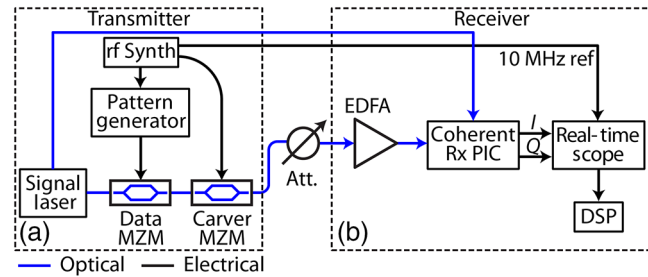 Transmitter
Receiver
rf Synth
10 MHz ref
Pattern
generator
EDFA
Coherent
Rx PIC
I
Q
Real-time
scope
Signal
laser
Att.
Data
MZM
Carver
MZM
DSP
(a)
(b)
Optical
Electrical